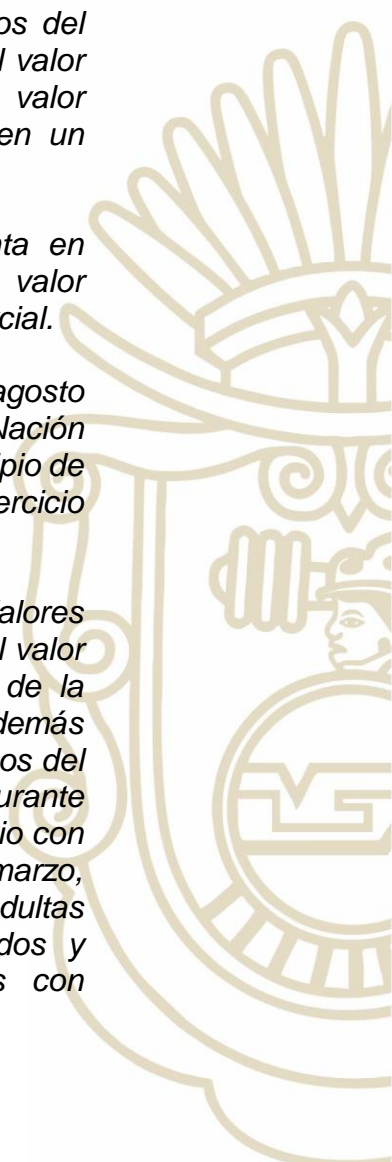 os del
l valor
valor
en un
ta en
valor
cial.
agosto
Nación
ipio de
ercicio
alores
l valor
de la
demás
os del
urante
io con
marzo,
dultas
dos y
s con